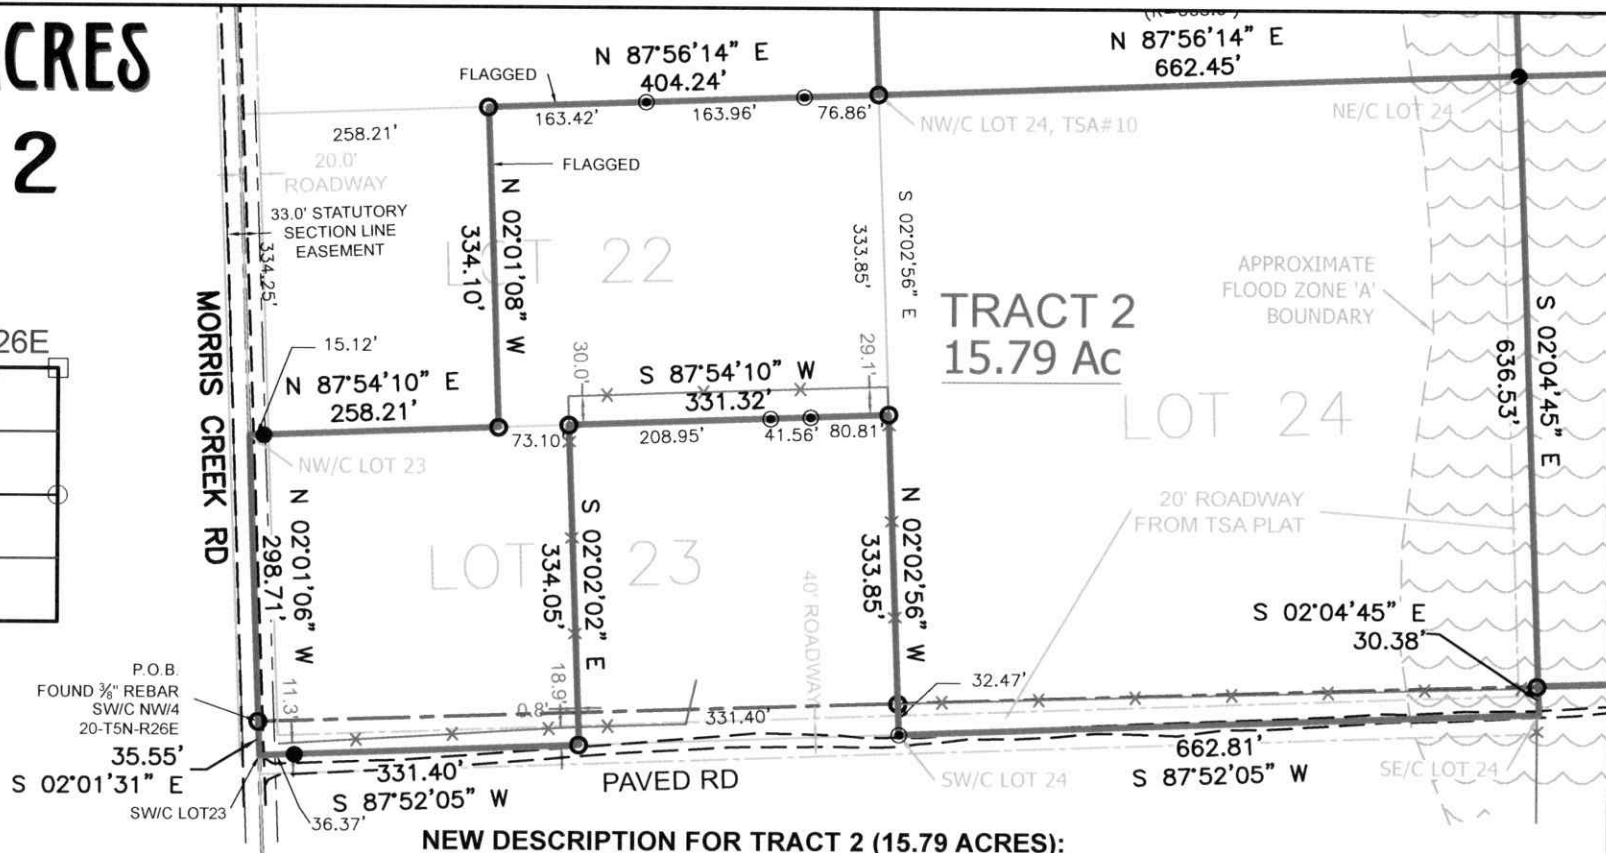 ACRES
2
26E
N 87°56'14" E
404.24'
FLAGGED
163.42'
163.96'
76.86'
N 87°56'14" E
662.45'
NW/C LOT 24, TSA#10
NE/C LOT 24
258.21'
20.0'
ROADWAY
33.0' STATUTORY
SECTION LINE
EASEMENT
334.25'
FLAGGED
N 02°01'08" W
334.10'
LOT 22
S 02°02'56" E
333.85'
TRACT 2
15.79 Ac
APPROXIMATE
FLOOD ZONE 'A'
BOUNDARY
S 02°04'45" E
636.53'
MORRIS CREEK RD
15.12'
N 87°54'10" E
258.21'
30.0'
S 87°54'10" W
331.32'
29.1'
73.10'
208.95'
41.56'
80.81'
NW/C LOT 23
LOT 24
N 02°01'06" W
298.71'
LOT 23
S 02°02'02" E
334.05'
N 02°02'56" W
333.85'
40' ROADWAY
20' ROADWAY
FROM TSA PLAT
S 02°04'45" E
30.38'
P.O.B.
FOUND ⅜" REBAR
SW/C NW/4
20-T5N-R26E
35.55'
S 02°01'31" E
SW/C LOT23
11.3'
36.37'
0.8'
18.9'
331.40'
32.47'
331.40'
S 87°52'05" W
PAVED RD
SW/C LOT 24
662.81'
S 87°52'05" W
SE/C LOT 24
NEW DESCRIPTION FOR TRACT 2 (15.79 ACRES):